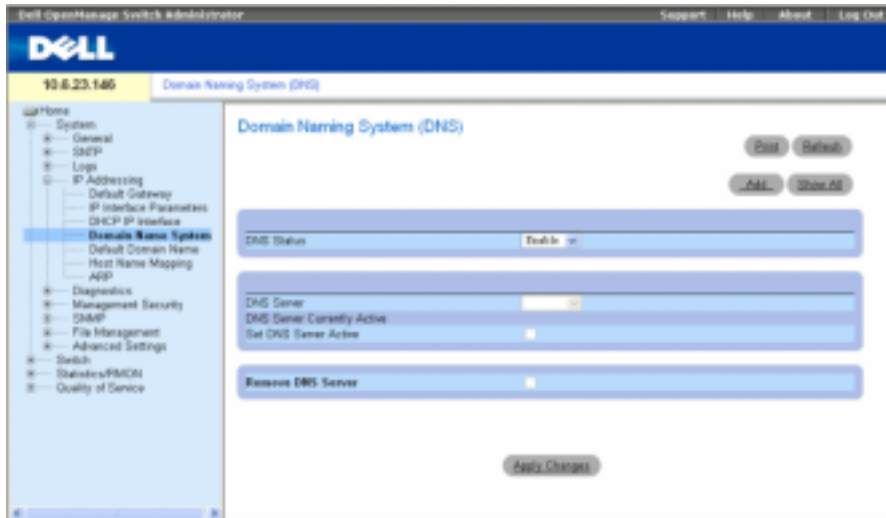 Dell OpenManage Switch Administrator
Support Help About Log Out
DELL
10.6.23.146
Domain Naming System (DNS)
Home
System
General
SNTP
Logs
IP Addressing
Default Gateway
IP Interface Parameters
DHCP IP Interface
Domain Name System
Default Domain Name
Host Name Mapping
ARP
Diagnostics
Management Security
SNMP
File Management
Advanced Settings
Switch
Statistics/RMON
Quality of Service
Domain Naming System (DNS)
Print Refresh
Add Show All
DNS Status Enable
DNS Server
DNS Server Currently Active
Set DNS Server Active
Remove DNS Server
Apply Changes